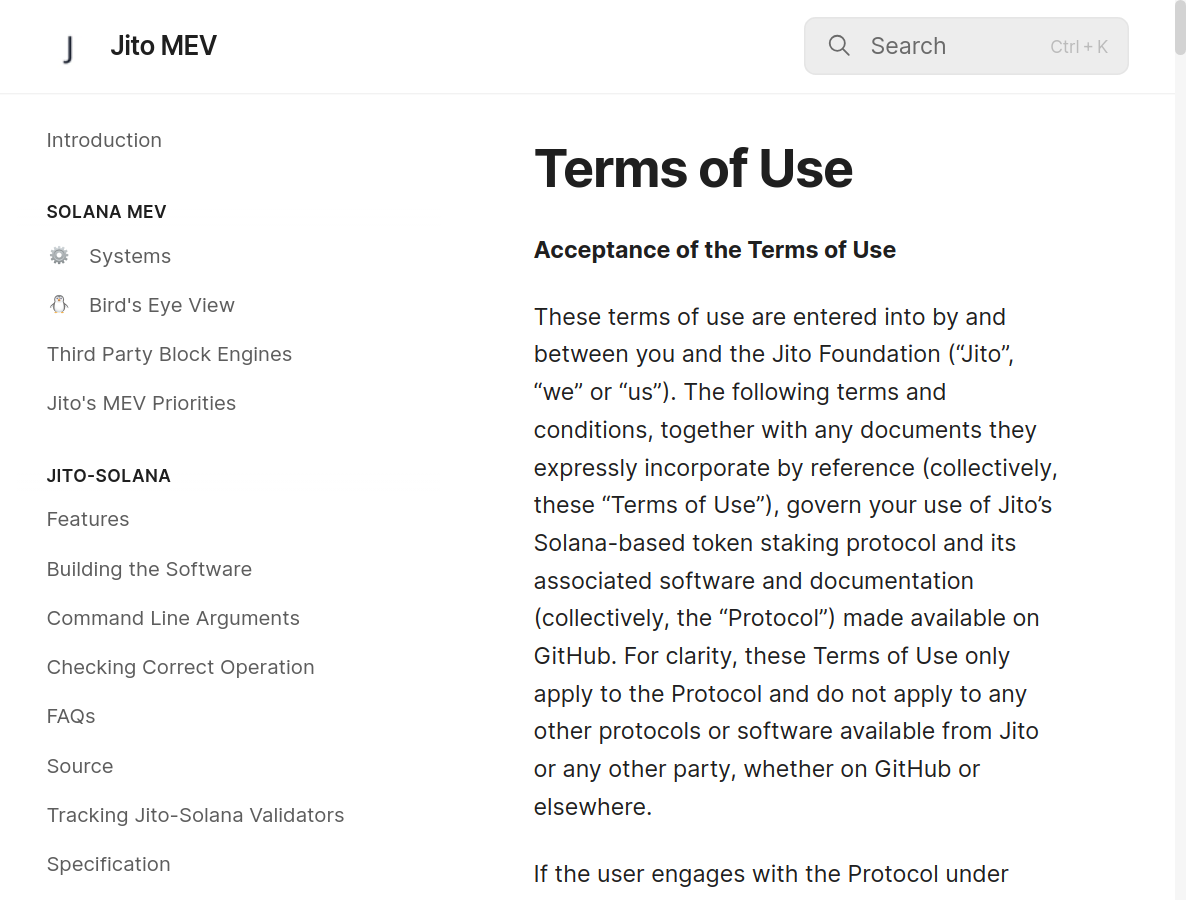 J Jito MEV
Search Ctrl + K
Introduction
SOLANA MEV
Systems
Bird's Eye View
Third Party Block Engines
Jito's MEV Priorities
JITO-SOLANA
Features
Building the Software
Command Line Arguments
Checking Correct Operation
FAQs
Source
Tracking Jito-Solana Validators
Specification
Terms of Use
Acceptance of the Terms of Use
These terms of use are entered into by and
between you and the Jito Foundation (“Jito”,
“we” or “us”). The following terms and
conditions, together with any documents they
expressly incorporate by reference (collectively,
these “Terms of Use”), govern your use of Jito’s
Solana-based token staking protocol and its
associated software and documentation
(collectively, the “Protocol”) made available on
GitHub. For clarity, these Terms of Use only
apply to the Protocol and do not apply to any
other protocols or software available from Jito
or any other party, whether on GitHub or
elsewhere.
If the user engages with the Protocol under